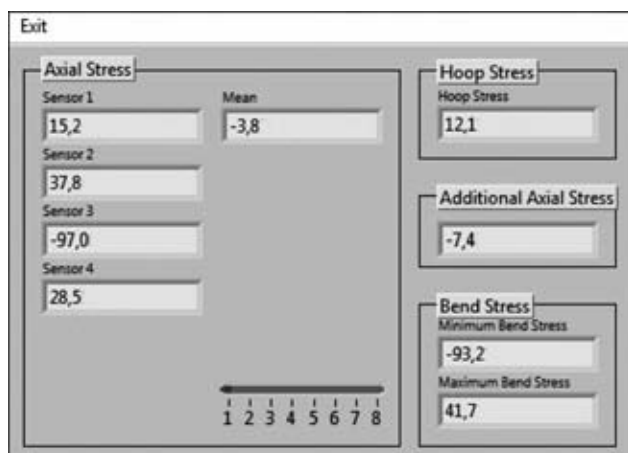 Exit
Axial Stress
Sensor 1
15,2
Mean
-3,8
Sensor 2
37,8
Sensor 3
-97,0
Sensor 4
28,5
1 2 3 4 5 6 7 8
Hoop Stress
Hoop Stress
12,1
Additional Axial Stress
-7,4
Bend Stress
Minimum Bend Stress
-93,2
Maximum Bend Stress
41,7